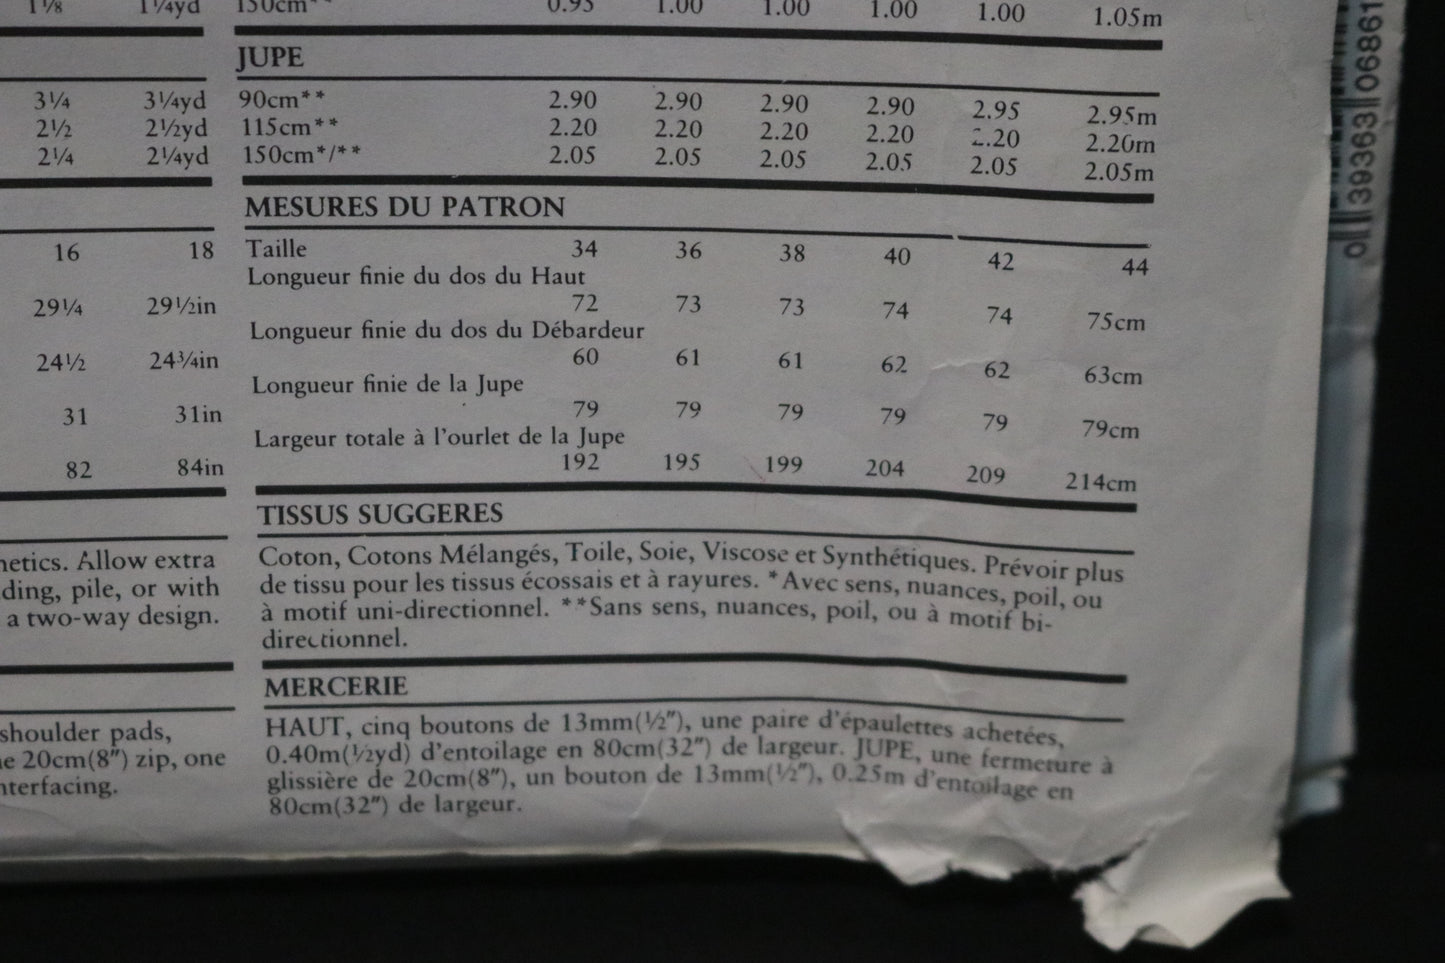 1⅛ 1¼yd
150cm** 0.95 1.00 1.00 1.00 1.00 1.05m
JUPE
3¼ 3¼yd
90cm** 2.90 2.90 2.90 2.90 2.95 2.95m
2½ 2½yd
115cm** 2.20 2.20 2.20 2.20 2.20 2.20m
2¼ 2¼yd
150cm*/** 2.05 2.05 2.05 2.05 2.05 2.05m
MESURES DU PATRON
16 18
Taille 34 36 38 40 42 44
Longueur finie du dos du Haut
29¼ 29½in
72 73 73 74 74 75cm
Longueur finie du dos du Débardeur
24½ 24¾in
60 61 61 62 62 63cm
Longueur finie de la Jupe
31 31in
79 79 79 79 79 79cm
Largeur totale à l'ourlet de la Jupe
82 84in
192 195 199 204 209 214cm
TISSUS SUGGERES
netics. Allow extra
ding, pile, or with
a two-way design.
Coton, Cotons Mélangés, Toile, Soie, Viscose et Synthétiques. Prévoir plus
de tissu pour les tissus écossais et à rayures. *Avec sens, nuances, poil, ou
à motif uni-directionnel. **Sans sens, nuances, poil, ou à motif bi-
directionnel.
MERCERIE
shoulder pads,
ne 20cm(8″) zip, one
nterfacing.
HAUT, cinq boutons de 13mm(½″), une paire d'épaulettes achetées,
0.40m(½yd) d'entoilage en 80cm(32″) de largeur. JUPE, une fermeture à
glissière de 20cm(8″), un bouton de 13mm(½″), 0.25m d'entoilage en
80cm(32″) de largeur.
0 39363 06861